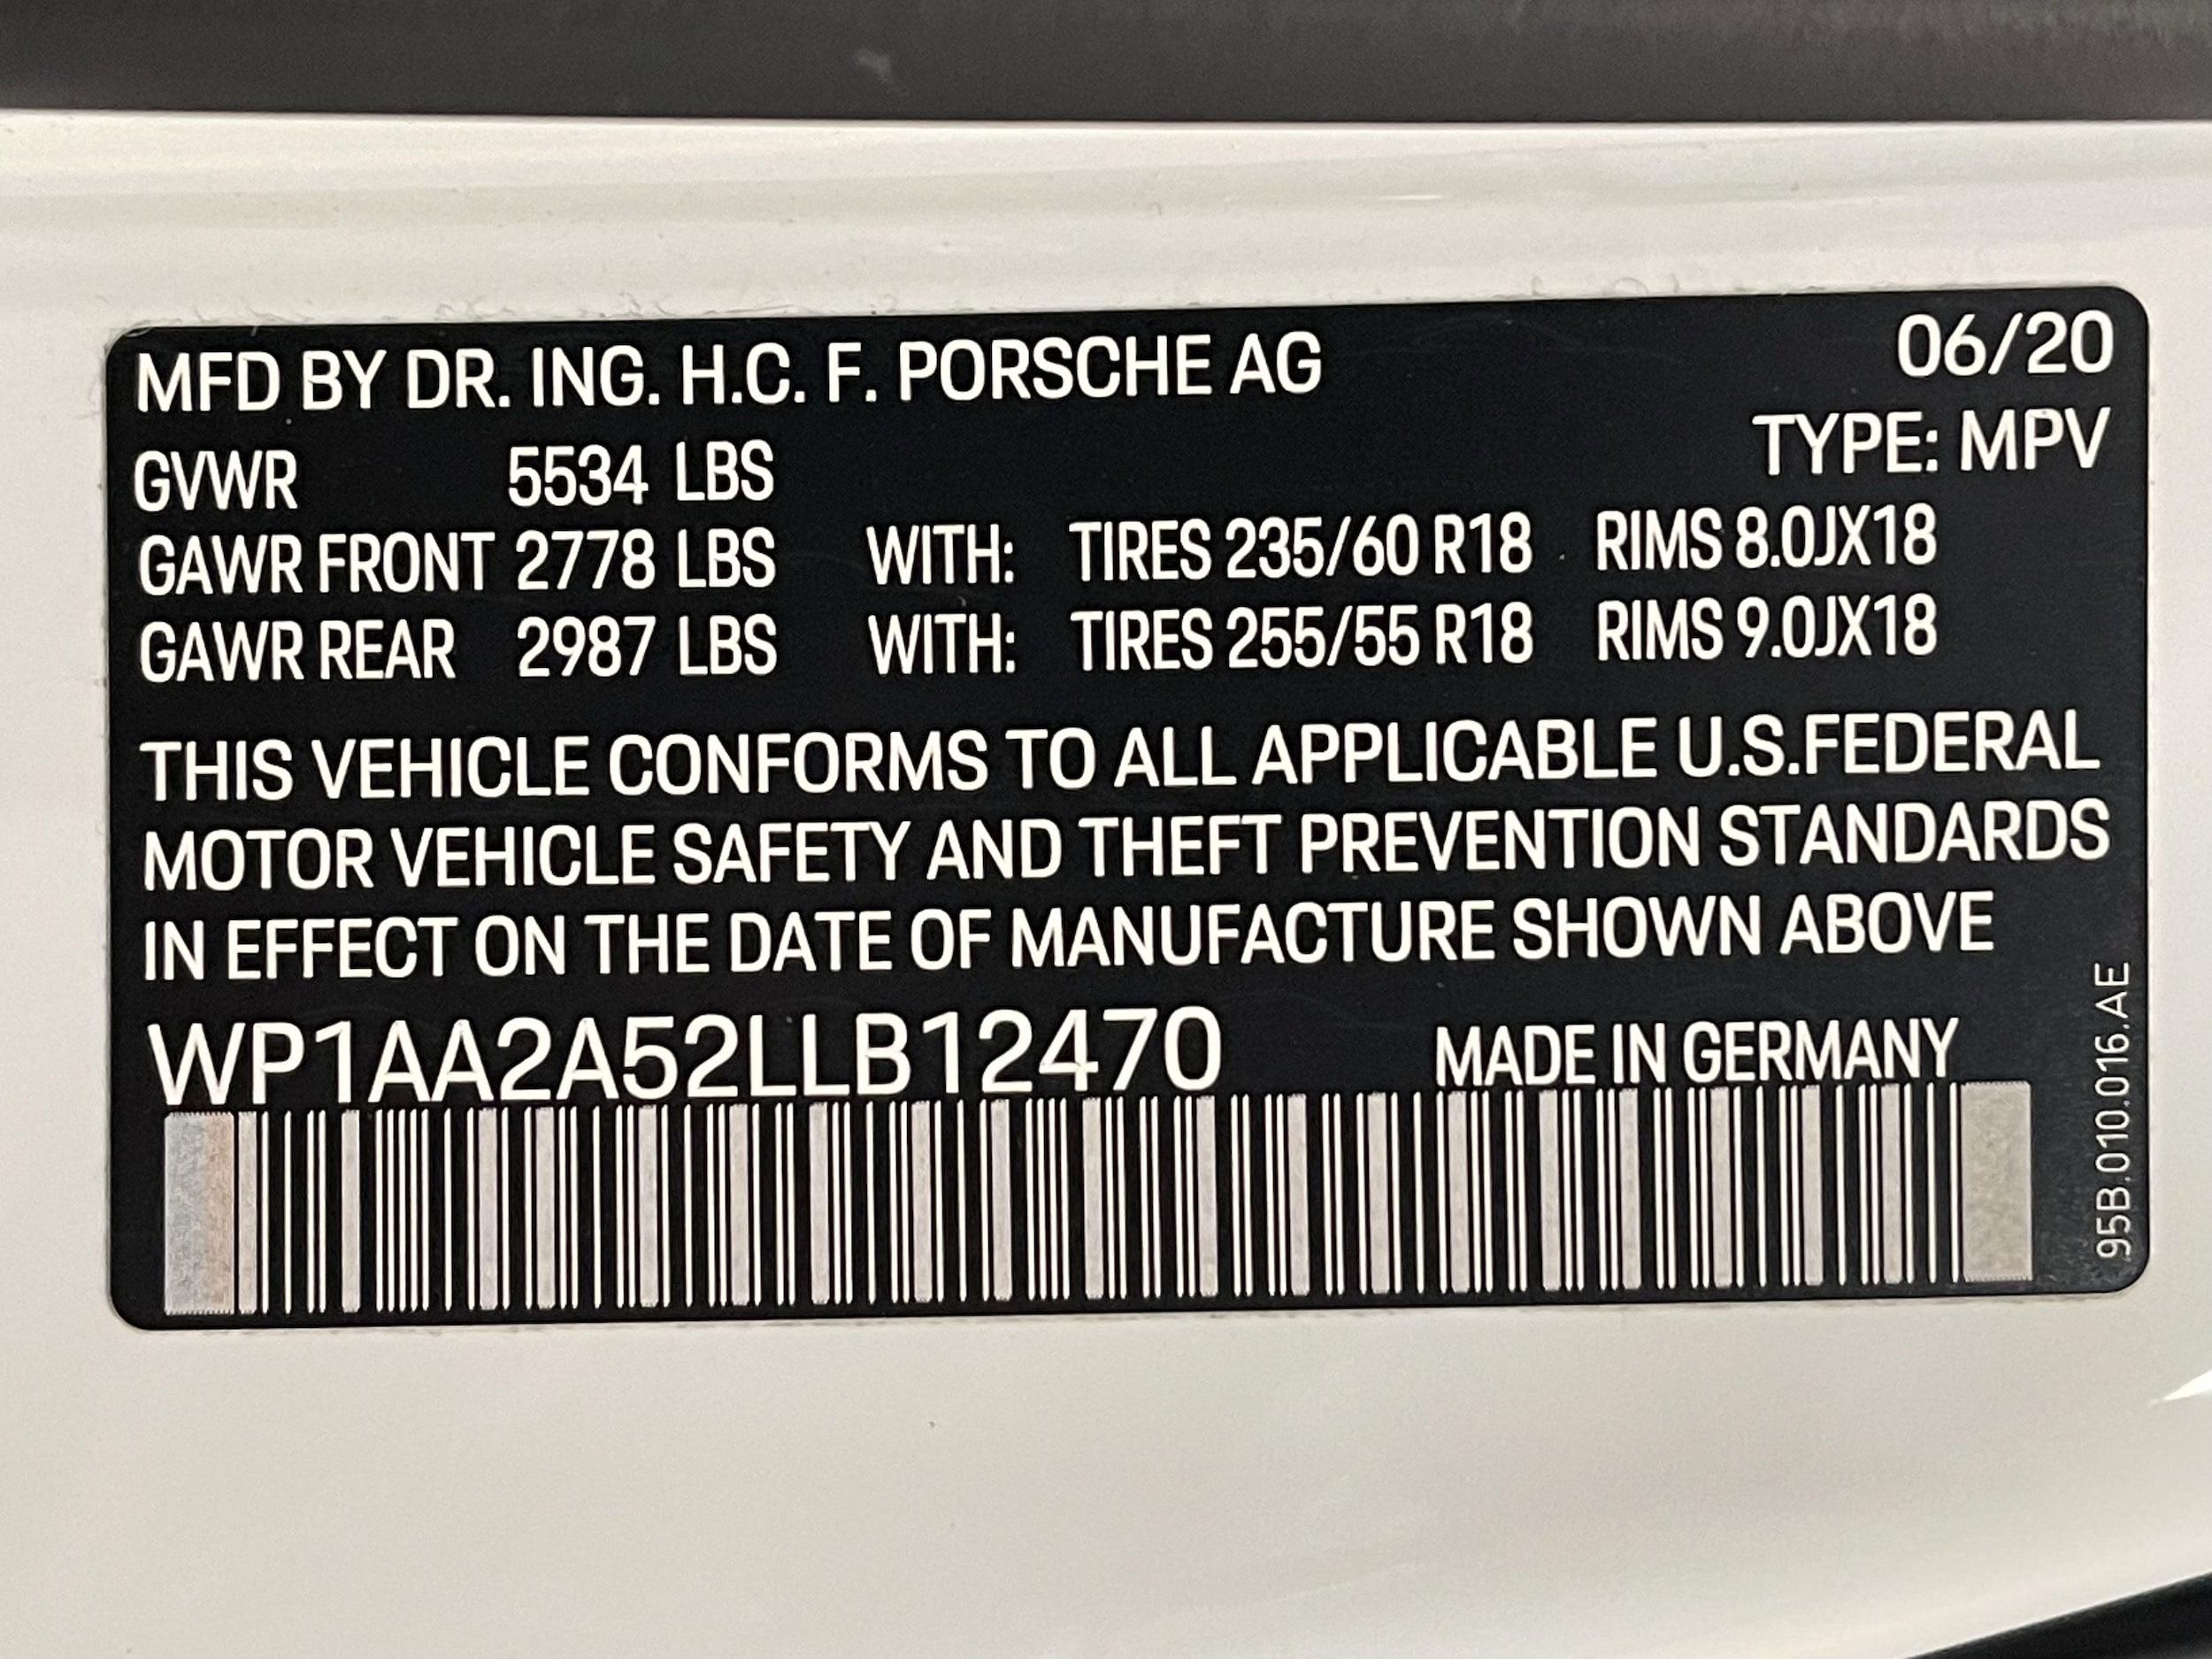 MFD BY DR. ING. H.C. F. PORSCHE AG 06/20
TYPE: MPV
GVWR 5534 LBS
GAWR FRONT 2778 LBS WITH: TIRES 235/60 R18 RIMS 8.0JX18
GAWR REAR 2987 LBS WITH: TIRES 255/55 R18 RIMS 9.0JX18
THIS VEHICLE CONFORMS TO ALL APPLICABLE U.S.FEDERAL
MOTOR VEHICLE SAFETY AND THEFT PREVENTION STANDARDS
IN EFFECT ON THE DATE OF MANUFACTURE SHOWN ABOVE
WP1AA2A52LLB12470 MADE IN GERMANY
95B.010.016.AE